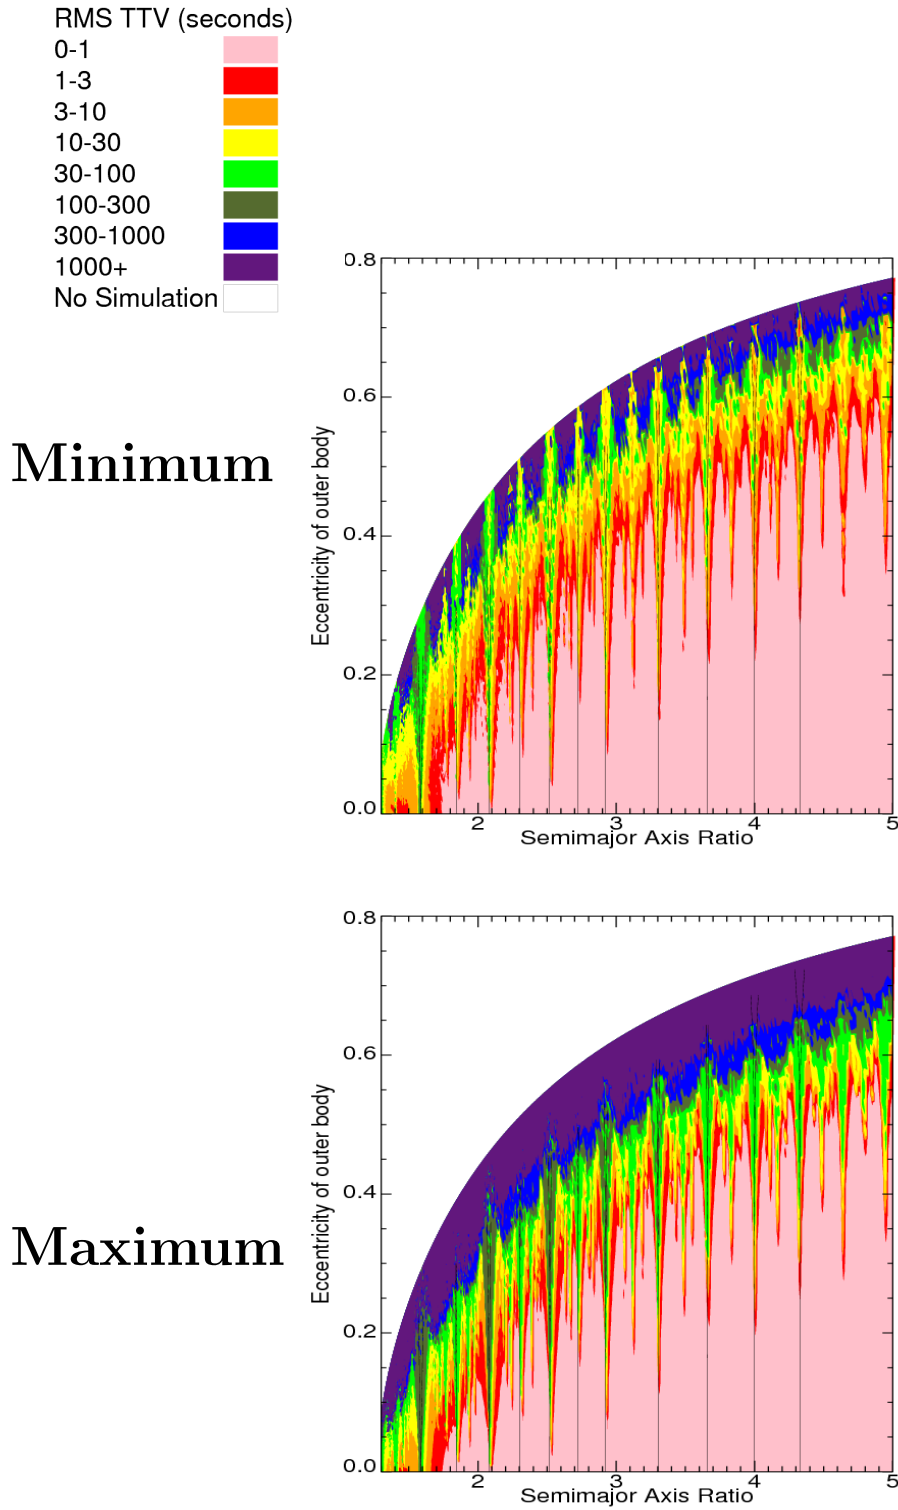 RMS TTV (seconds)
0-1
1-3
3-10
10-30
30-100
100-300
300-1000
1000+
No Simulation
Minimum
Eccentricity of outer body
0.8
0.6
0.4
0.2
0.0
2 3 4 5
Semimajor Axis Ratio
Maximum
Eccentricity of outer body
0.8
0.6
0.4
0.2
0.0
2 3 4 5
Semimajor Axis Ratio